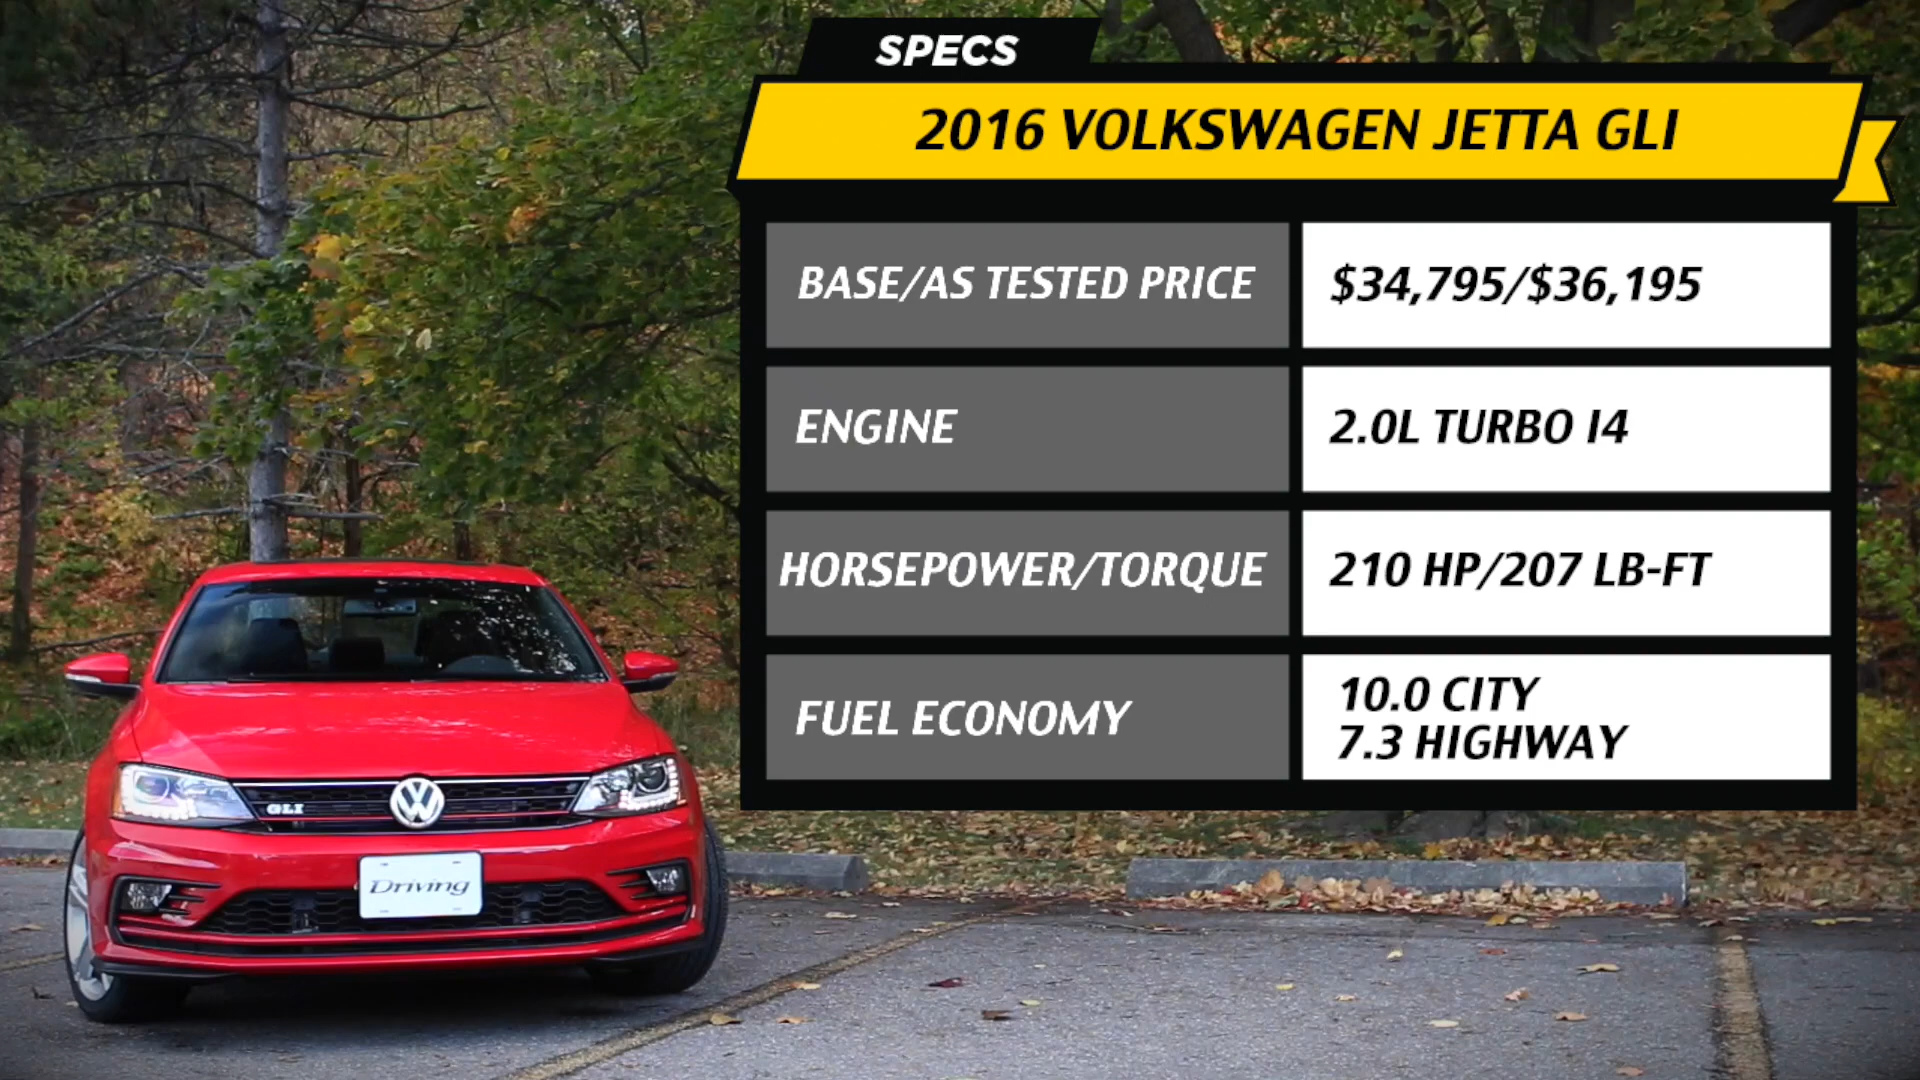 SPECS
2016 VOLKSWAGEN JETTA GLI
BASE/AS TESTED PRICE
$34,795/$36,195
ENGINE
2.0L TURBO I4
HORSEPOWER/TORQUE
210 HP/207 LB-FT
FUEL ECONOMY
10.0 CITY
7.3 HIGHWAY
GLI
VW
Driving